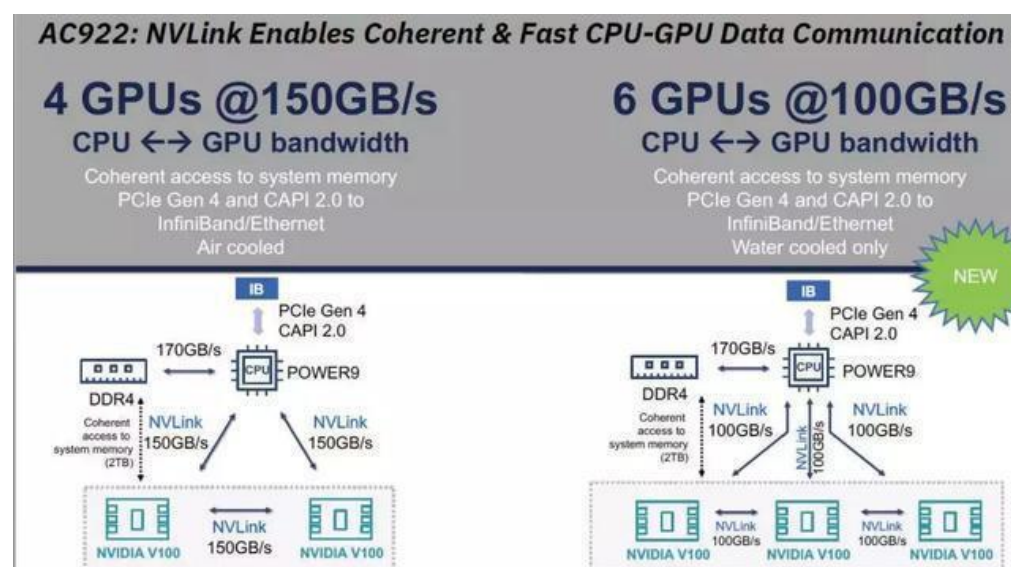 AC922: NVLink Enables Coherent & Fast CPU-GPU Data Communication
4 GPUs @150GB/s
CPU ←→ GPU bandwidth
Coherent access to system memory
PCIe Gen 4 and CAPI 2.0 to
InfiniBand/Ethernet
Air cooled
6 GPUs @100GB/s
CPU ←→ GPU bandwidth
Coherent access to system memory
PCIe Gen 4 and CAPI 2.0 to
InfiniBand/Ethernet
Water cooled only
NEW
IB
PCIe Gen 4
CAPI 2.0
170GB/s
CPU
POWER9
DDR4
Coherent
access to
system memory
(2TB)
NVLink
150GB/s
NVLink
150GB/s
NVLink
150GB/s
NVIDIA V100
NVIDIA V100
IB
PCIe Gen 4
CAPI 2.0
170GB/s
CPU
POWER9
DDR4
Coherent
access to
system memory
(2TB)
NVLink
100GB/s
NVLink
100GB/s
NVLink
100GB/s
NVLink
100GB/s
NVLink
100GB/s
NVIDIA V100
NVIDIA V100
NVIDIA V100